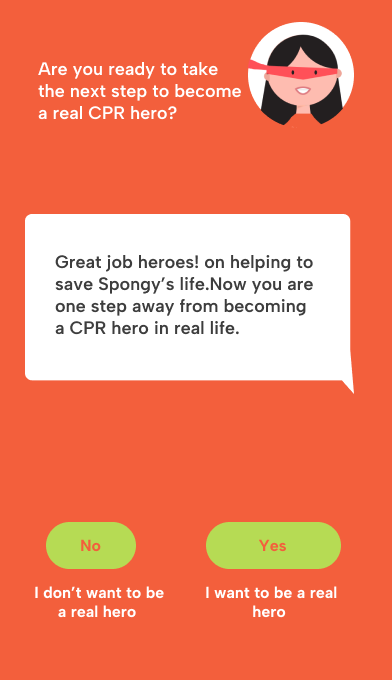 Are you ready to take
the next step to become
a real CPR hero?
Great job heroes! on helping to
save Spongy's life.Now you are
one step away from becoming
a CPR hero in real life.
No
Yes
I don't want to be
a real hero
I want to be a real
hero